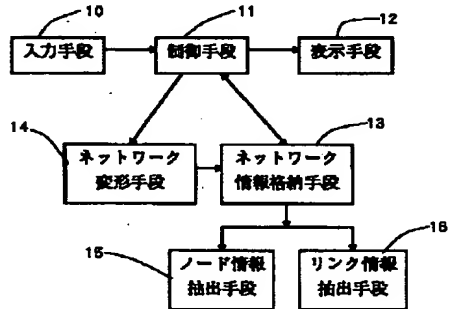 10
11
12
入力手段
制御手段
表示手段
14
13
ネットワーク
変形手段
ネットワーク
情報格納手段
15
16
ノード情報
抽出手段
リンク情報
抽出手段